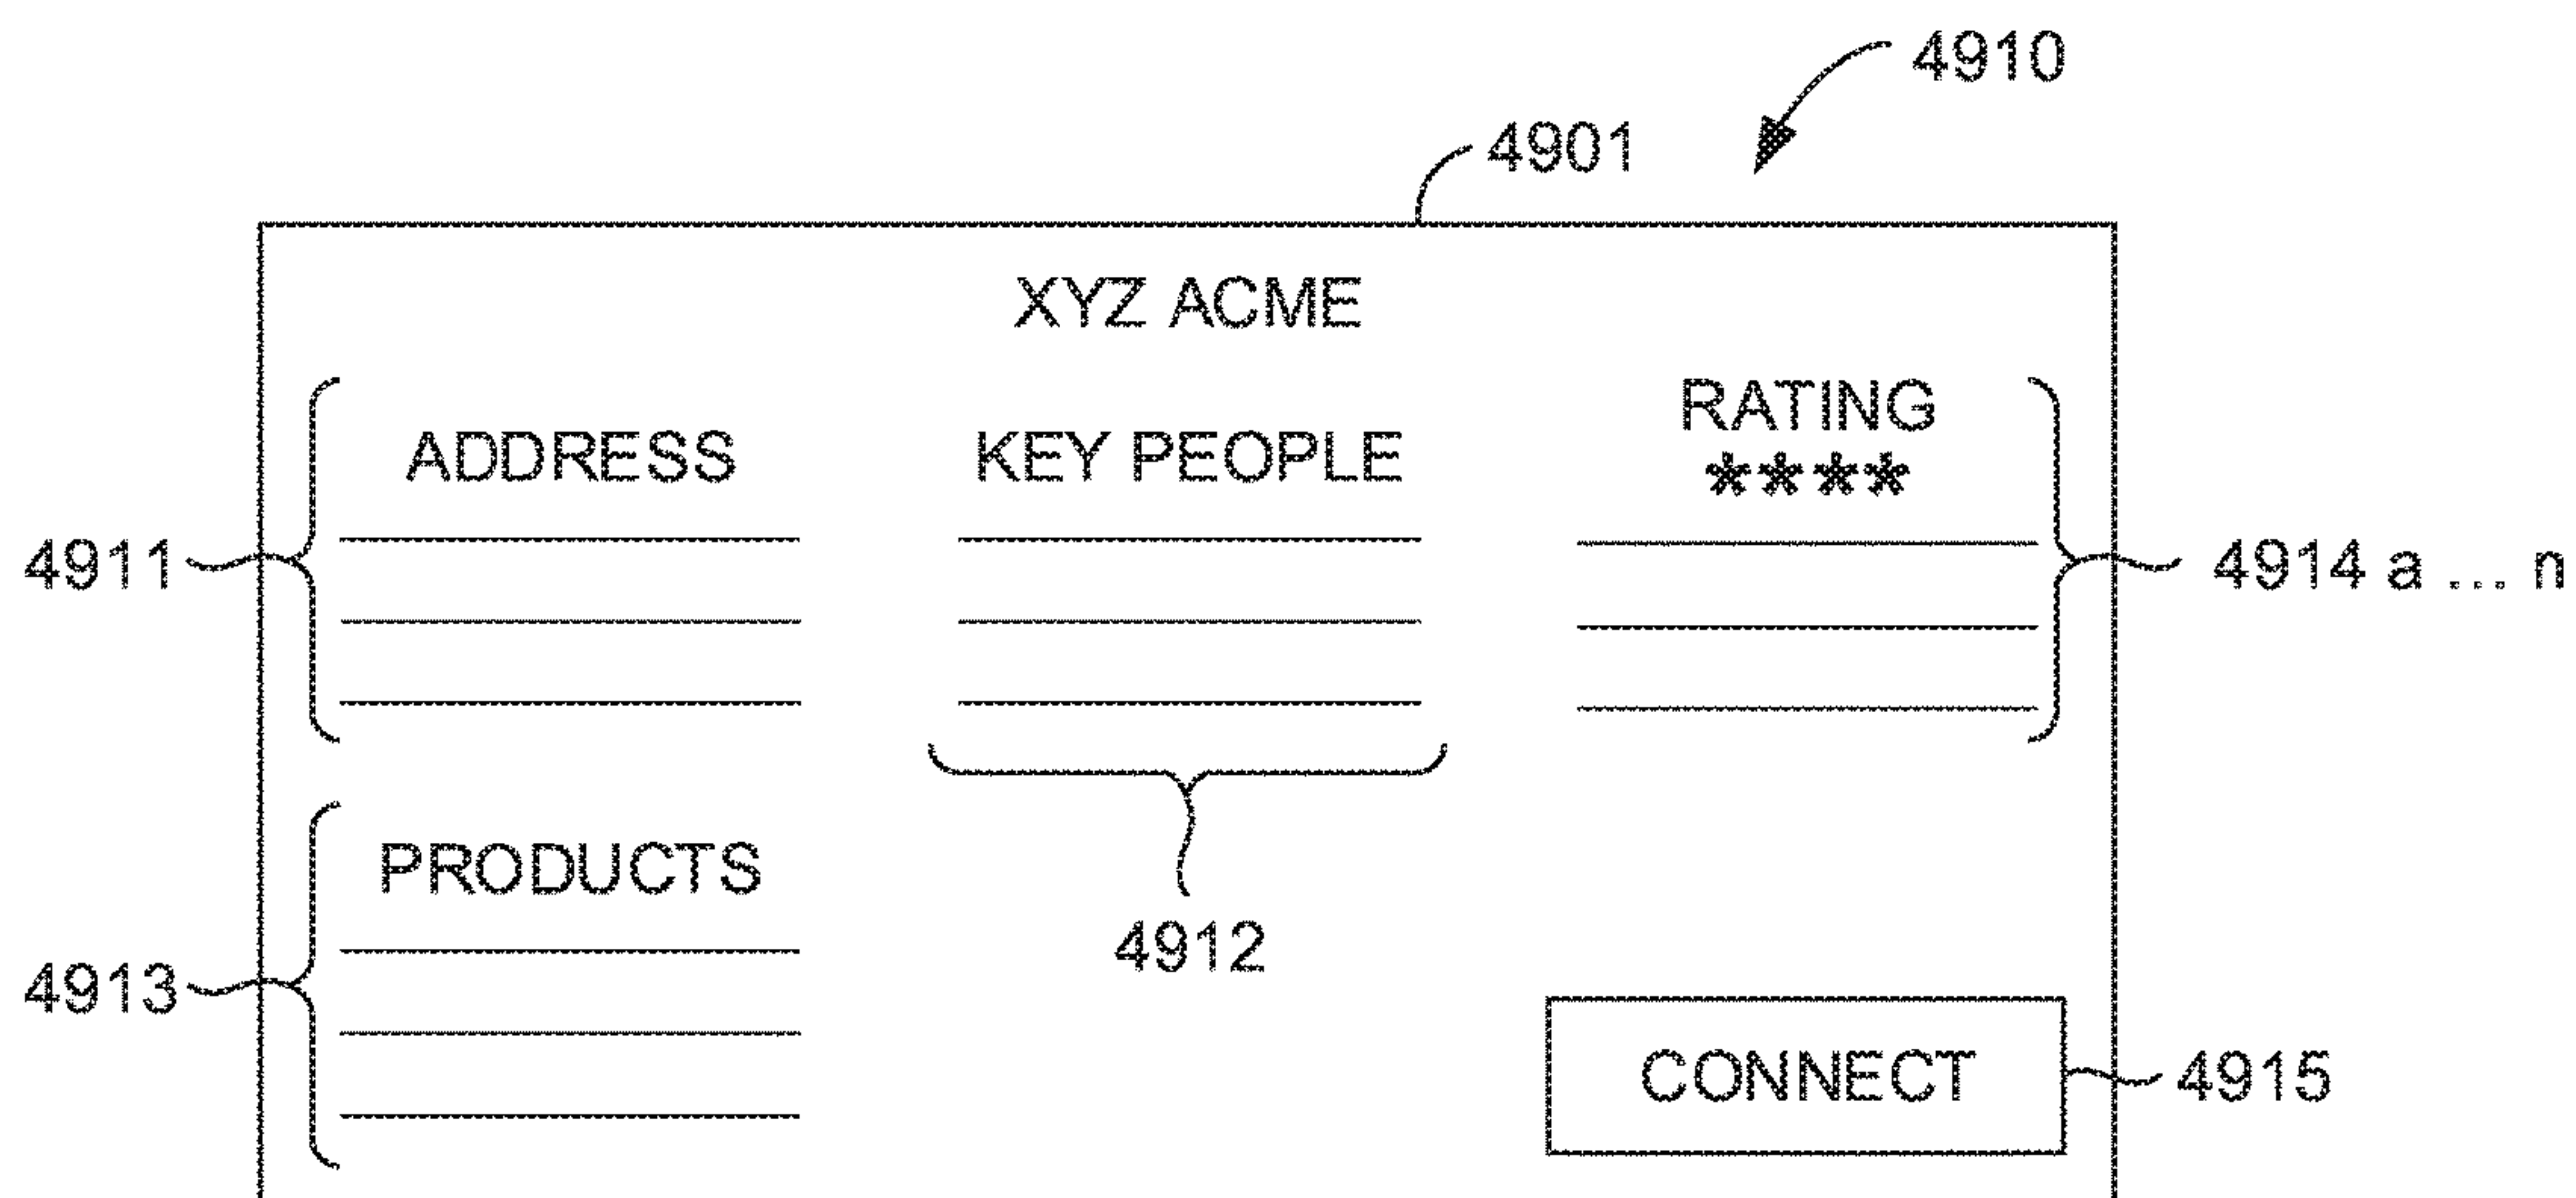 4910
4901
XYZ ACME
RATING
ADDRESS KEY PEOPLE ****
4911
4914 a ... n
PRODUCTS
4912
4913
CONNECT 4915